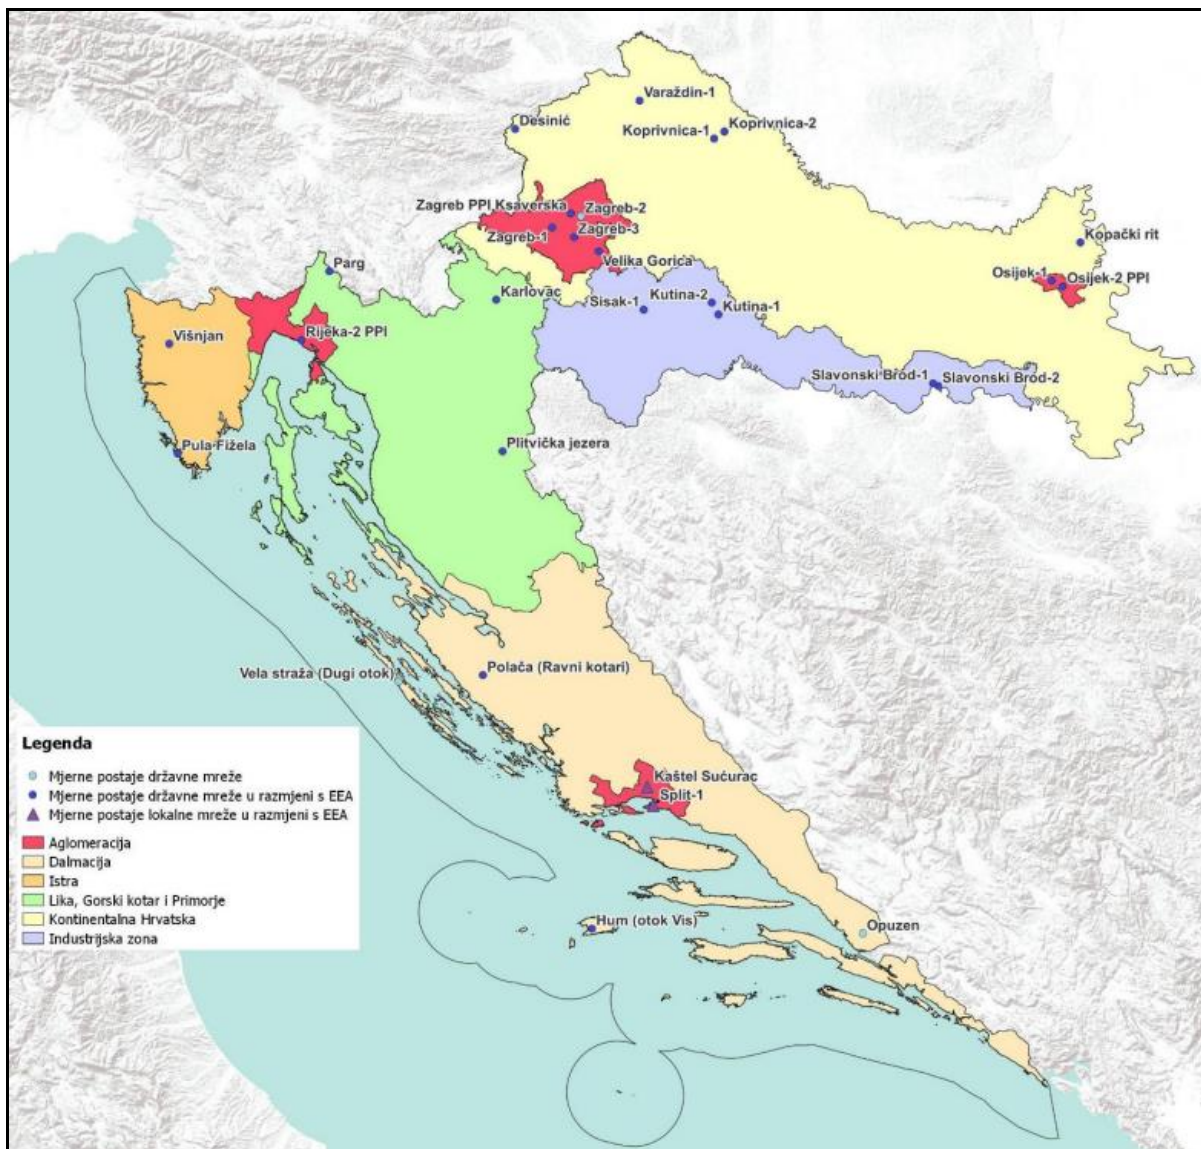 Varaždin-1
Desinić
Koprivnica-1
Koprivnica-2
Zagreb PPI Ksaverska
Zagreb-2
Zagreb-1
Zagreb-3
Velika Gorica
Kopački rit
Osijek-1
Osijek-2 PPI
Parg
Karlovac
Sisak-1
Kutina-2
Kutina-1
Rijeka-2 PPI
Višnjan
Slavonski Brod-1
Slavonski Brod-2
Pula Fižela
Plitvička jezera
Vela straža (Dugi otok)
Polača (Ravni kotari)
Kaštel Sućurac
Split-1
Hum (otok Vis)
Opuzen
Legenda
Mjerne postaje državne mreže
Mjerne postaje državne mreže u razmjeni s EEA
Mjerne postaje lokalne mreže u razmjeni s EEA
Aglomeracija
Dalmacija
Istra
Lika, Gorski kotar i Primorje
Kontinentalna Hrvatska
Industrijska zona